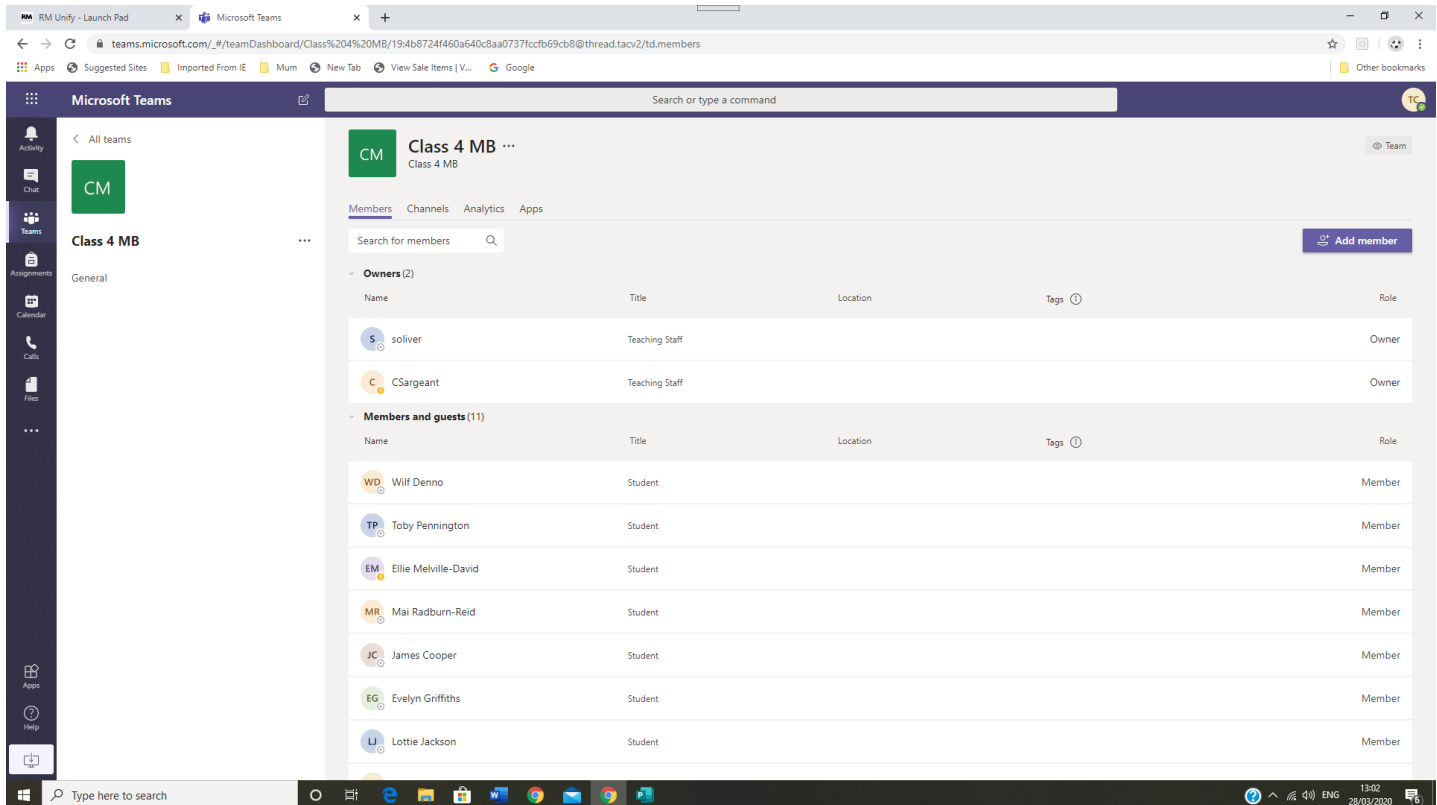 RM RM Unify - Launch Pad
Microsoft Teams
teams.microsoft.com/_#/teamDashboard/Class%204%20MB/19:4b8724f460a640c8aa0737fccfb69cb8@thread.tacv2/td.members
Apps Suggested Sites Imported From IE Mum New Tab View Sale Items | V... G Google Other bookmarks
Microsoft Teams Search or type a command TC
Activity
Chat
Teams
Assignments
Calendar
Calls
Files
Apps
Help
All teams
CM
Class 4 MB ...
General
CM Class 4 MB ... Team
Class 4 MB
Members Channels Analytics Apps
Search for members Add member
Owners (2)
Name Title Location Tags Role
S soliver Teaching Staff Owner
C CSargeant Teaching Staff Owner
Members and guests (11)
Name Title Location Tags Role
WD Wilf Denno Student Member
TP Toby Pennington Student Member
EM Ellie Melville-David Student Member
MR Mai Radburn-Reid Student Member
JC James Cooper Student Member
EG Evelyn Griffiths Student Member
LJ Lottie Jackson Student Member
Type here to search ENG 13:02
28/03/2020